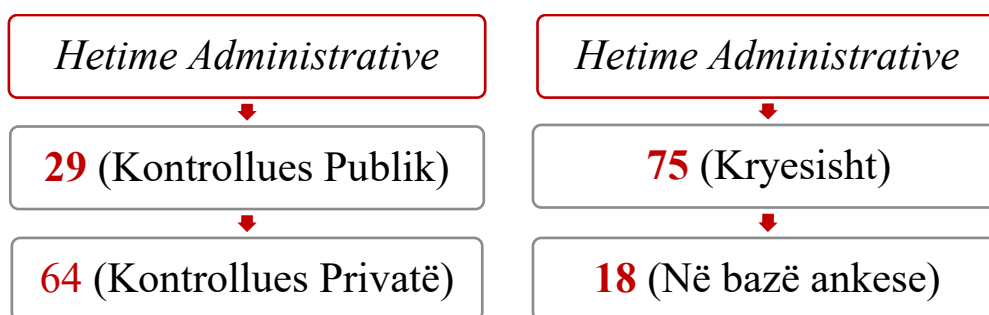 Hetime Administrative
29 (Kontrollues Publik)
64 (Kontrollues Privatë)
Hetime Administrative
75 (Kryesisht)
18 (Në bazë ankese)